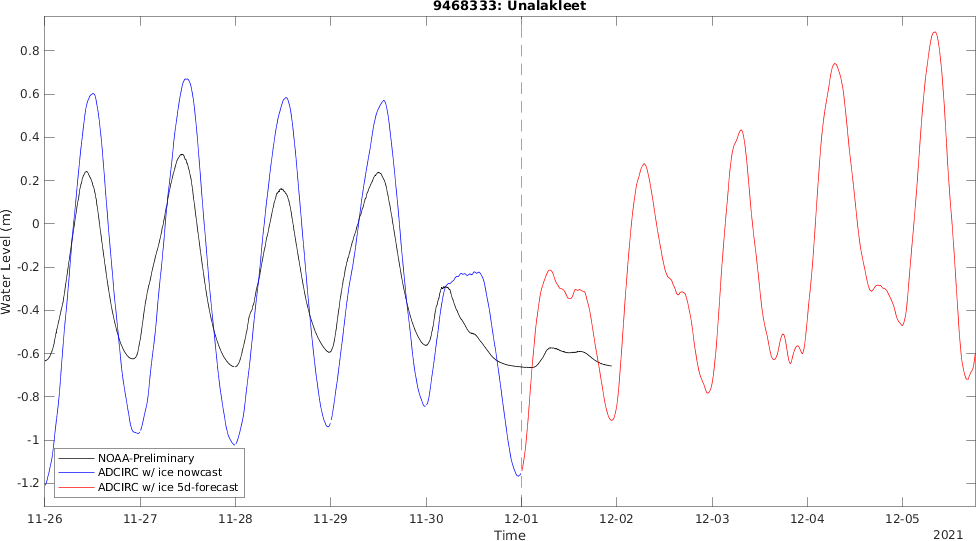 9468333: Unalakleet
Water Level (m)
0.8
0.6
0.4
0.2
0
-0.2
-0.4
-0.6
-0.8
-1
-1.2
NOAA-Preliminary
ADCIRC w/ ice nowcast
ADCIRC w/ ice 5d-forecast
11-26 11-27 11-28 11-29 11-30 12-01 12-02 12-03 12-04 12-05
Time
2021